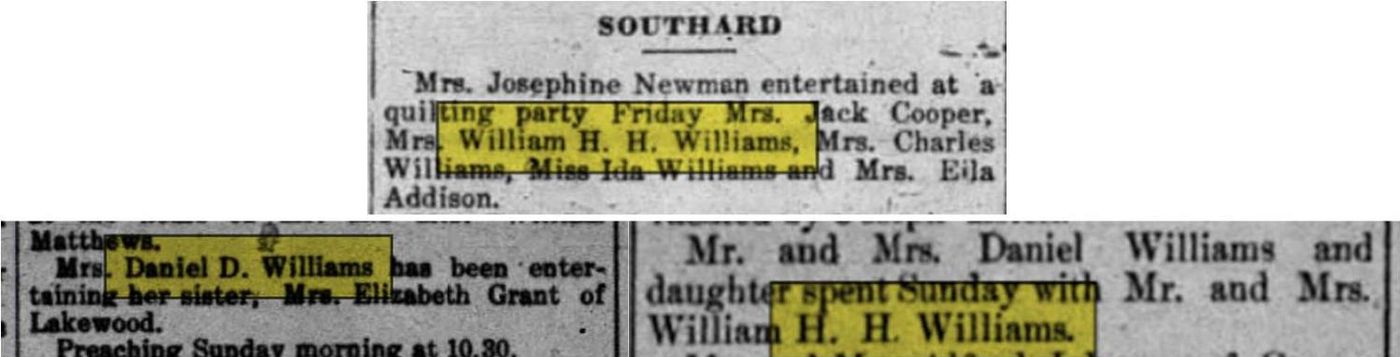 SOUTHARD
Mrs. Josephine Newman entertained at a
quilting party Friday Mrs. Jack Cooper,
Mrs. William H. H. Williams, Mrs. Charles
Williams, Miss Ida Williams and Mrs. Eila
Addison.
Matthews.
Mrs. Daniel D. Williams has been enter-
taining her sister, Mrs. Elizabeth Grant of
Lakewood.
Preaching Sunday morning at 10.30.
Mr. and Mrs. Daniel Williams and
daughter spent Sunday with Mr. and Mrs.
William H. H. Williams.